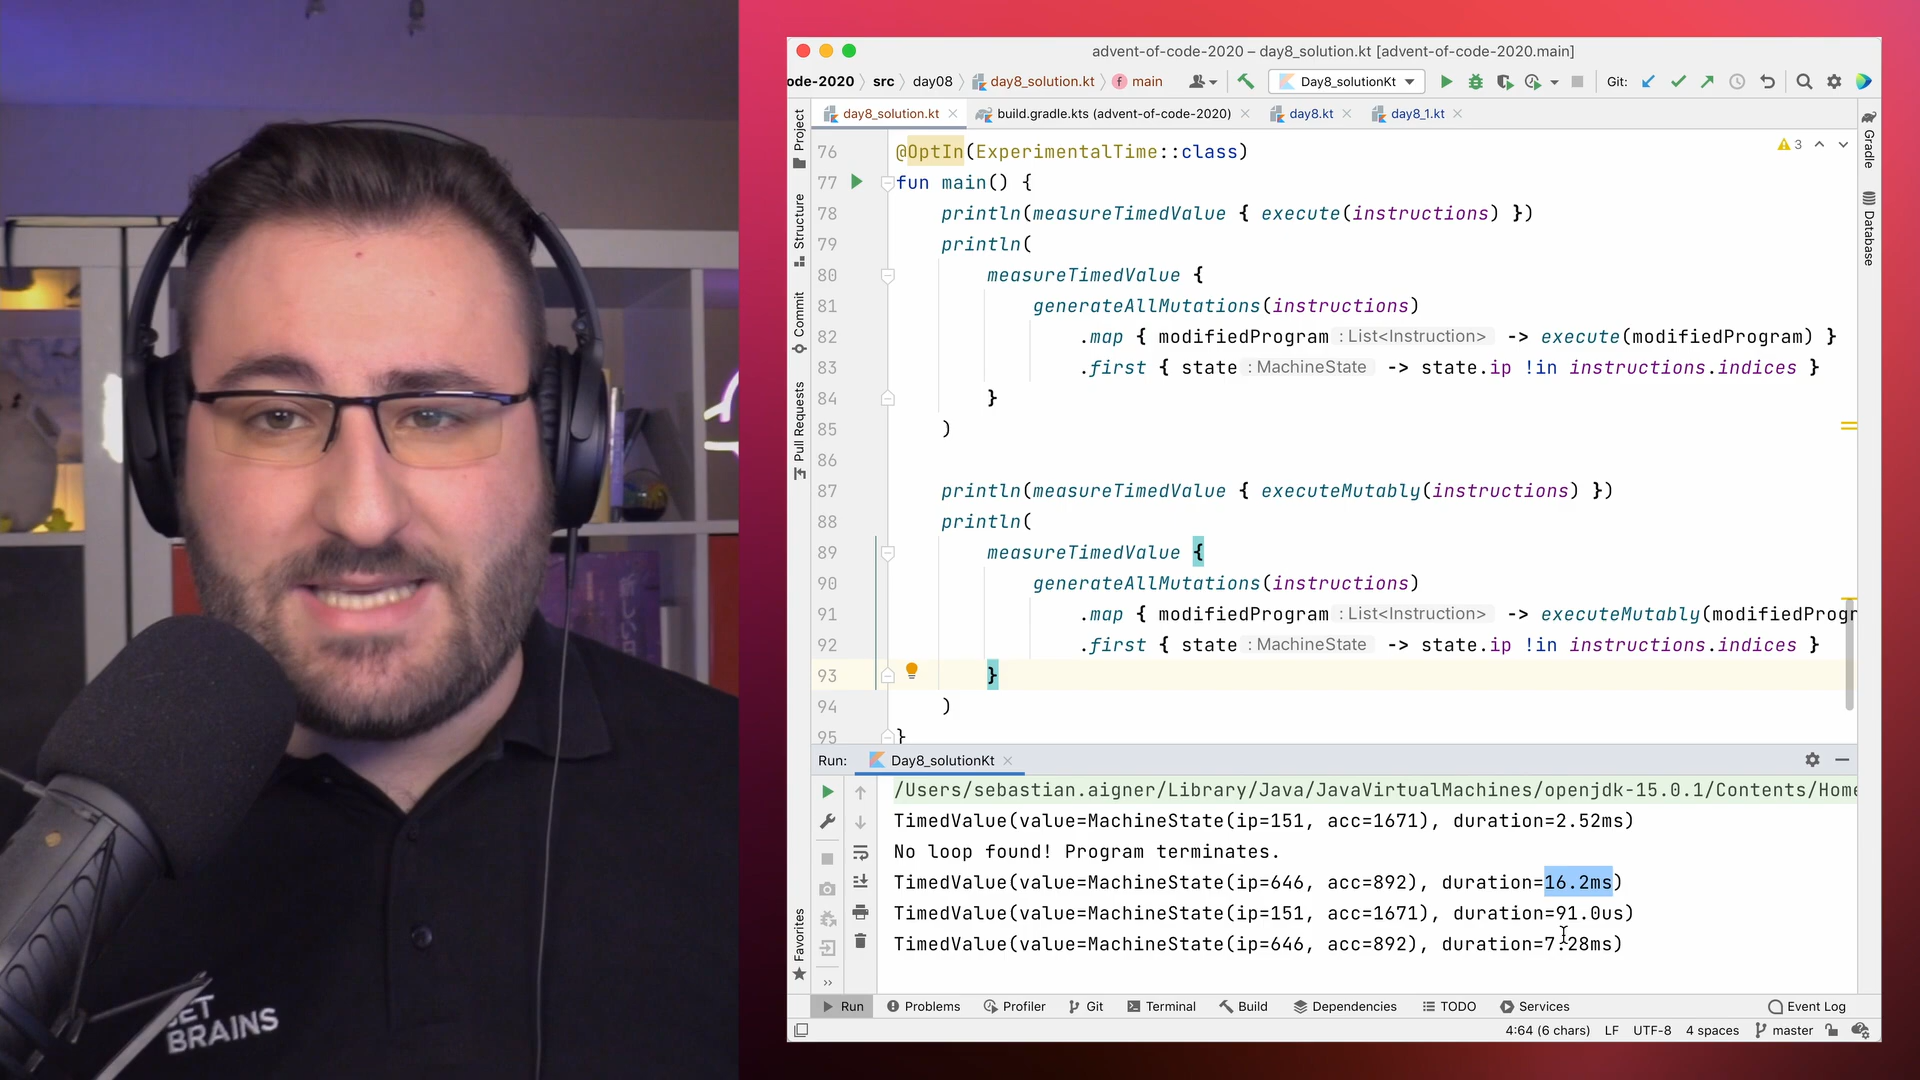 JET
BRAINS
advent-of-code-2020 – day8_solution.kt [advent-of-code-2020.main]
ode-2020 src day08 day8_solution.kt main Day8_solutionKt Git:
day8_solution.kt build.gradle.kts (advent-of-code-2020) day8.kt day8_1.kt
Project
Structure
Commit
Pull Requests
Favorites
Gradle
Database
3
76 @OptIn(ExperimentalTime::class)
77 fun main() {
78 println(measureTimedValue { execute(instructions) })
79 println(
80 measureTimedValue {
81 generateAllMutations(instructions)
82 .map { modifiedProgram : List<Instruction> -> execute(modifiedProgram) }
83 .first { state : MachineState -> state.ip !in instructions.indices }
84 }
85 )
86
87 println(measureTimedValue { executeMutably(instructions) })
88 println(
89 measureTimedValue {
90 generateAllMutations(instructions)
91 .map { modifiedProgram : List<Instruction> -> executeMutably(modifiedProgr
92 .first { state : MachineState -> state.ip !in instructions.indices }
93 }
94 )
95 }
Run: Day8_solutionKt
/Users/sebastian.aigner/Library/Java/JavaVirtualMachines/openjdk-15.0.1/Contents/Home
TimedValue(value=MachineState(ip=151, acc=1671), duration=2.52ms)
No loop found! Program terminates.
TimedValue(value=MachineState(ip=646, acc=892), duration=16.2ms)
TimedValue(value=MachineState(ip=151, acc=1671), duration=91.0us)
TimedValue(value=MachineState(ip=646, acc=892), duration=7.28ms)
Run Problems Profiler Git Terminal Build Dependencies TODO Services Event Log
4:64 (6 chars) LF UTF-8 4 spaces master